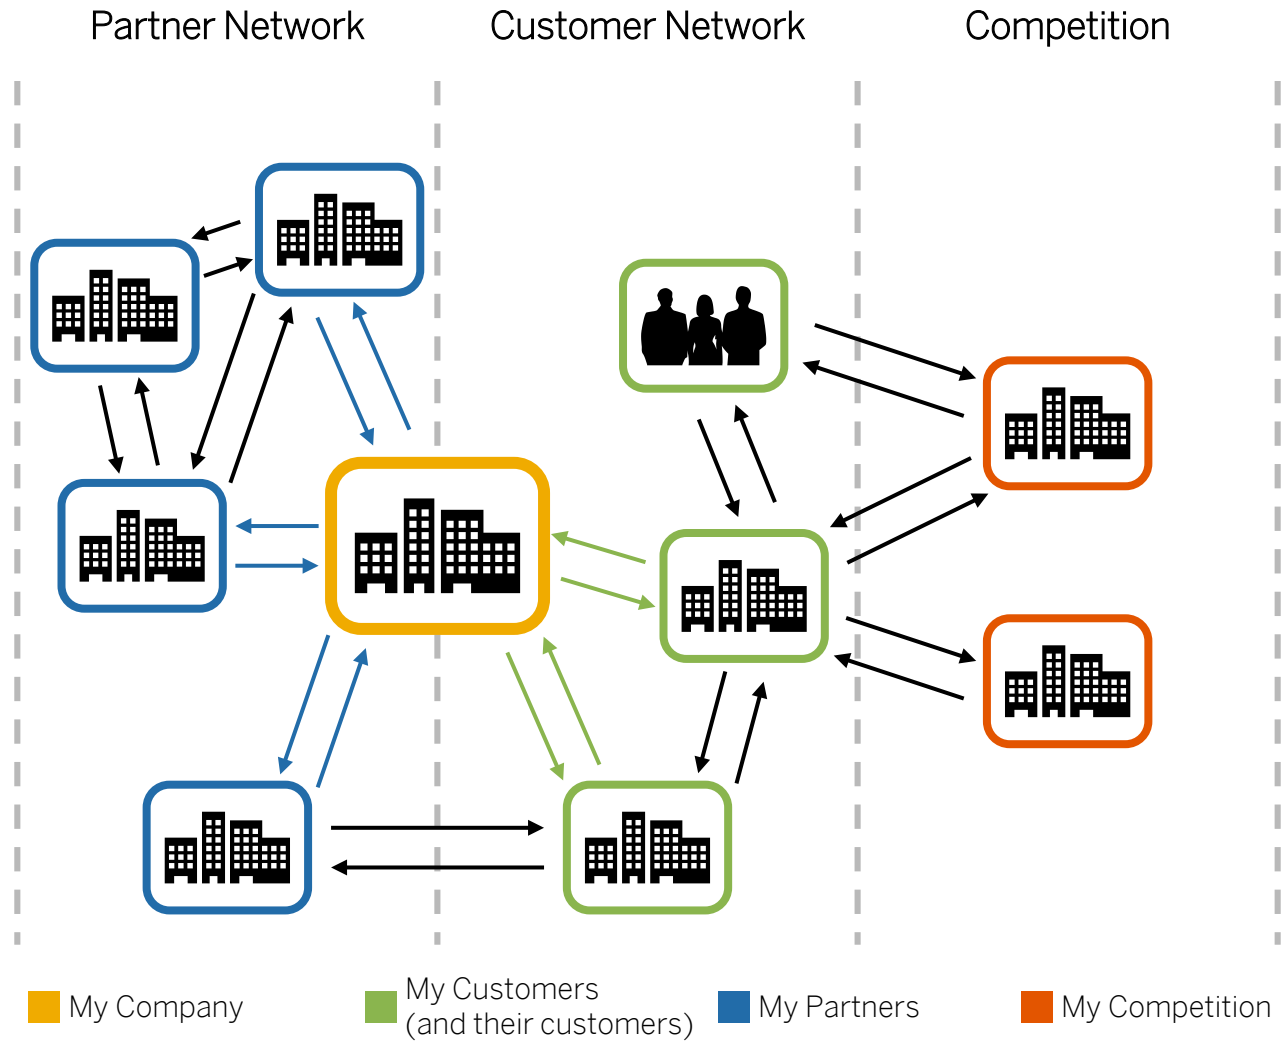 Partner Network
Customer Network
Competition
My Company
My Customers
(and their customers)
My Partners
My Competition